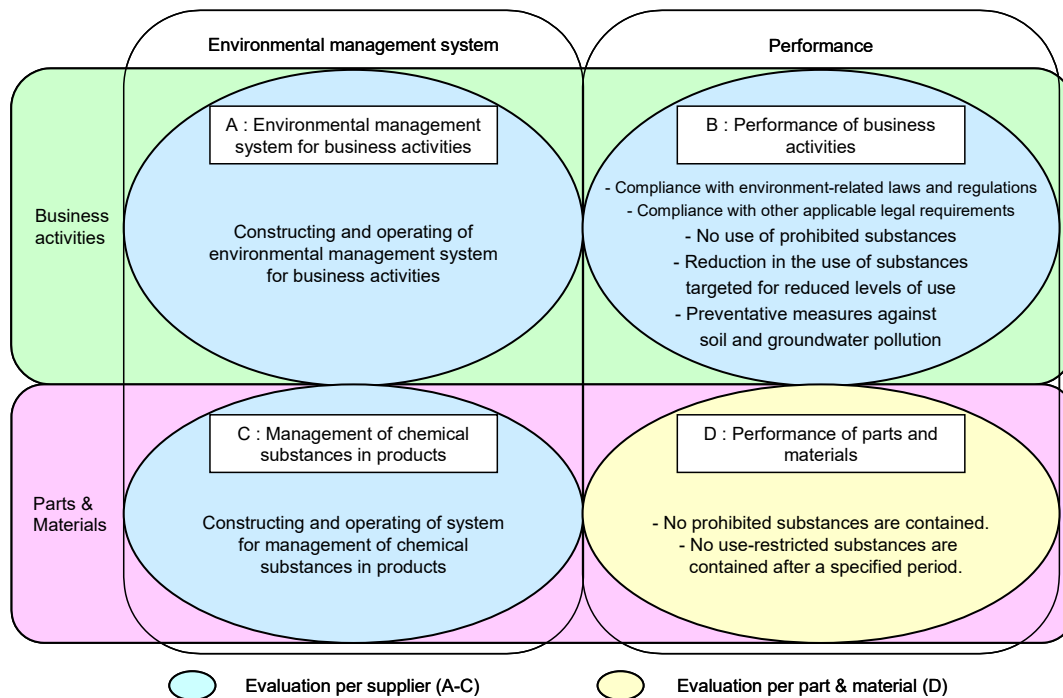 Environmental management system
Performance
A : Environmental management
system for business activities
B : Performance of business
activities
Business
activities
Constructing and operating of
environmental management system
for business activities
- Compliance with environment-related laws and regulations
- Compliance with other applicable legal requirements
- No use of prohibited substances
- Reduction in the use of substances
targeted for reduced levels of use
- Preventative measures against
soil and groundwater pollution
C : Management of chemical
substances in products
D : Performance of parts and
materials
Parts &
Materials
Constructing and operating of system
for management of chemical
substances in products
- No prohibited substances are contained.
- No use-restricted substances are
contained after a specified period.
Evaluation per supplier (A-C)
Evaluation per part & material (D)